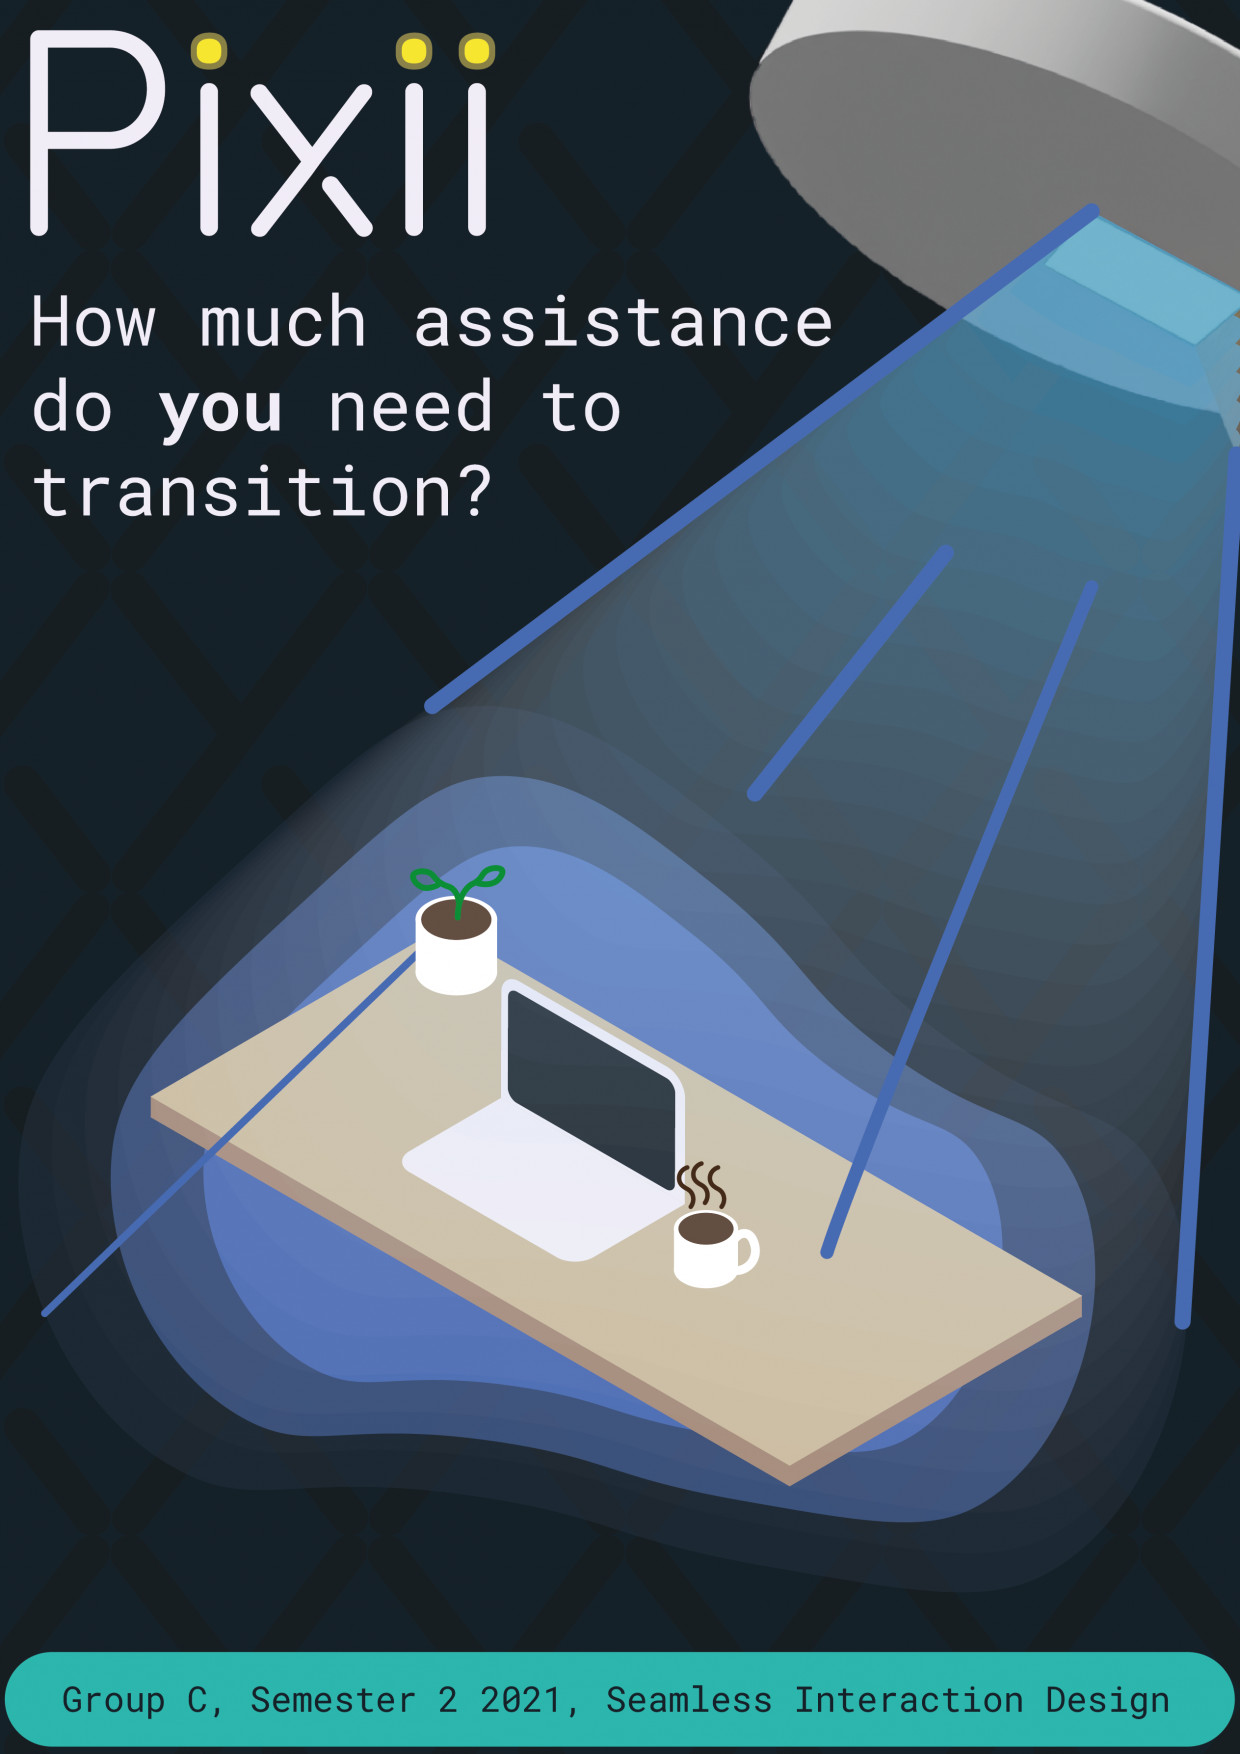 Pixii
How much assistance
do you need to
transition?
Group C, Semester 2 2021, Seamless Interaction Design